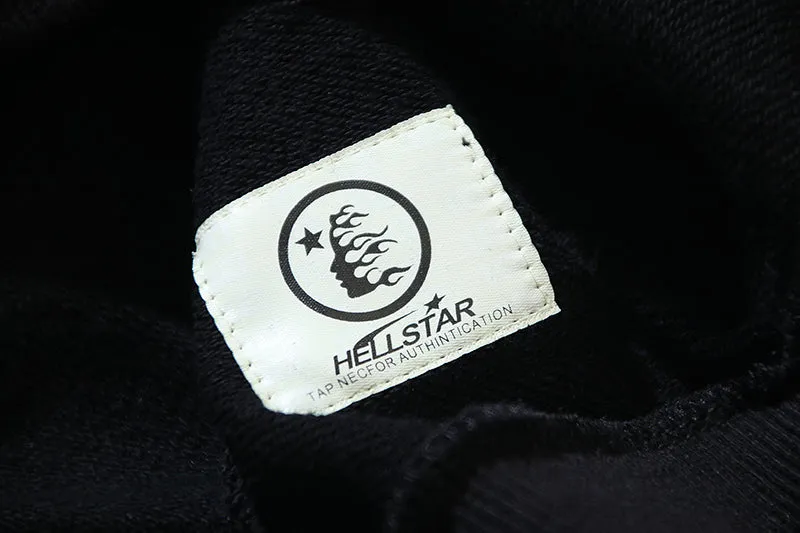 HELLSTAR
TAP NECFOR AUTHINTICATION